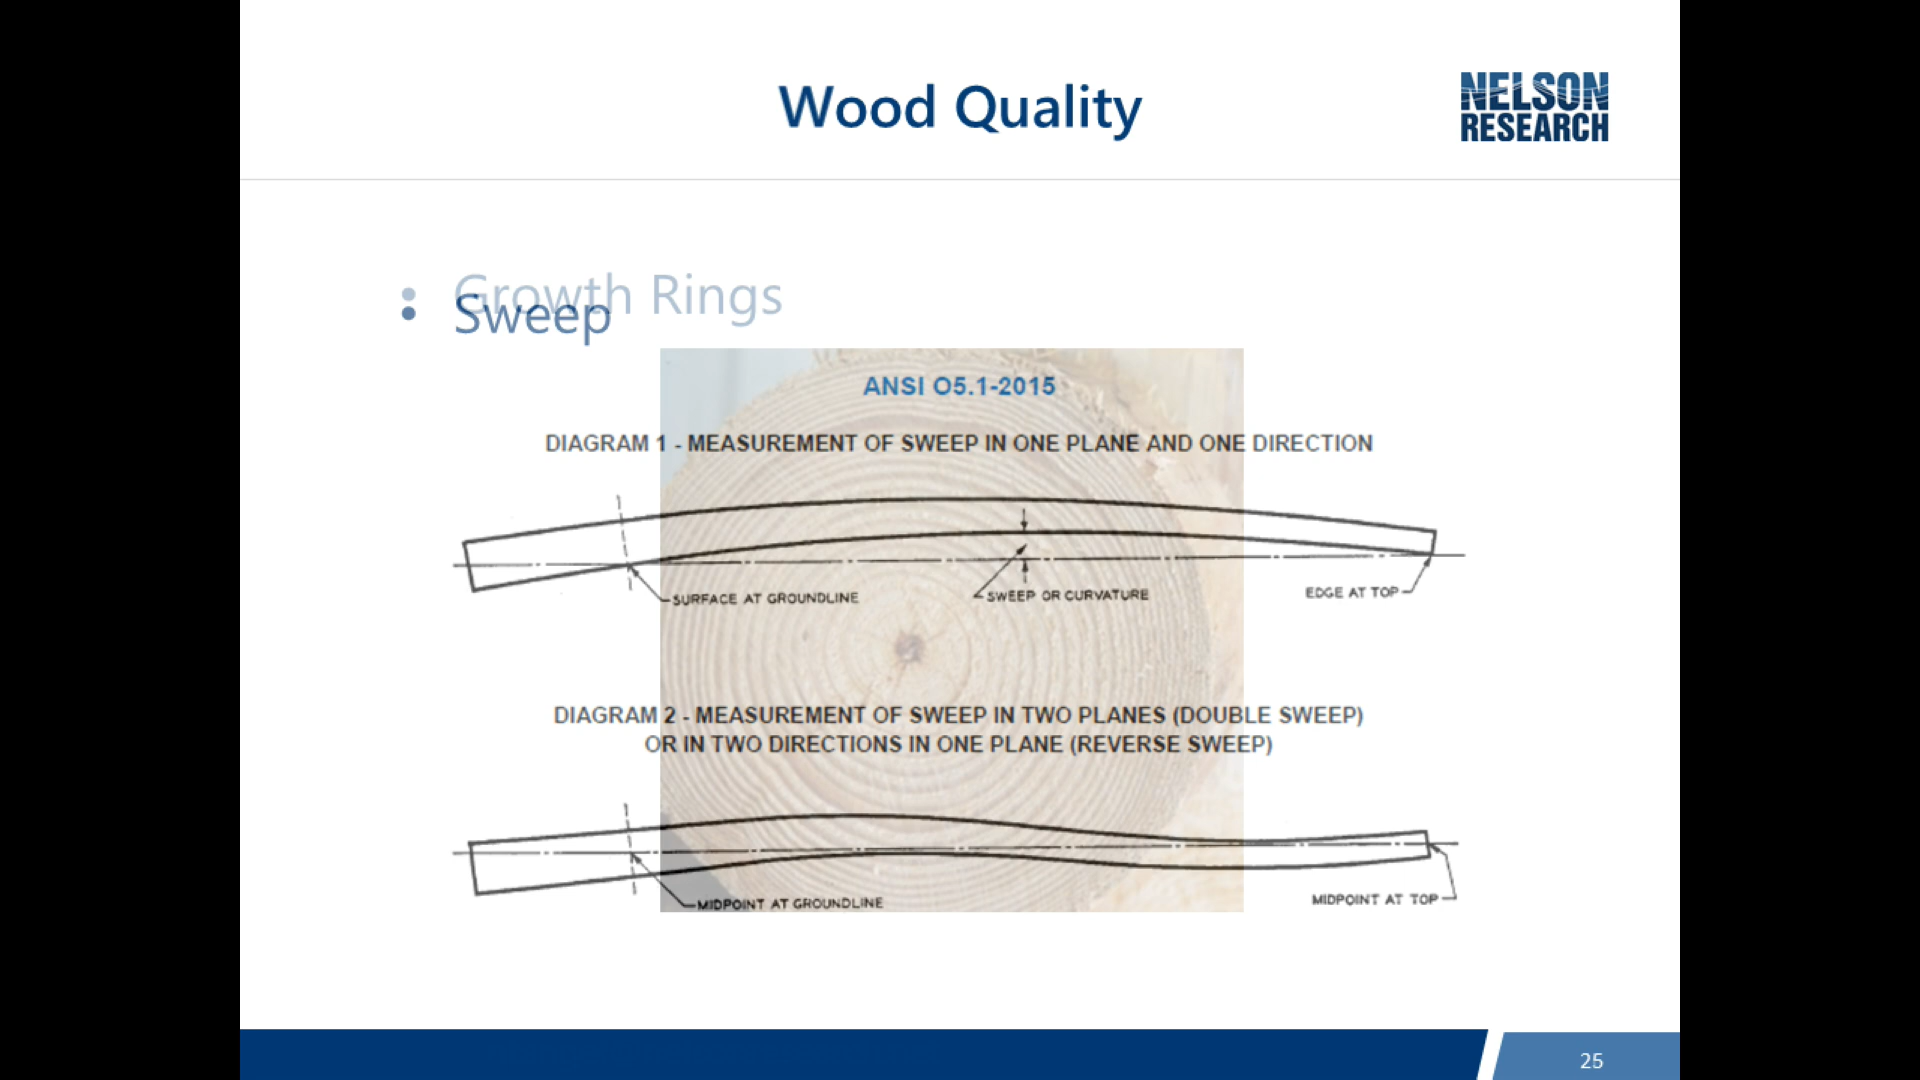 Wood Quality
NELSON
RESEARCH
• Growth Rings
• Sweep
ANSI O5.1-2015
DIAGRAM 1 - MEASUREMENT OF SWEEP IN ONE PLANE AND ONE DIRECTION
SURFACE AT GROUNDLINE
SWEEP OR CURVATURE
EDGE AT TOP
DIAGRAM 2 - MEASUREMENT OF SWEEP IN TWO PLANES (DOUBLE SWEEP)
OR IN TWO DIRECTIONS IN ONE PLANE (REVERSE SWEEP)
MIDPOINT AT GROUNDLINE
MIDPOINT AT TOP
25